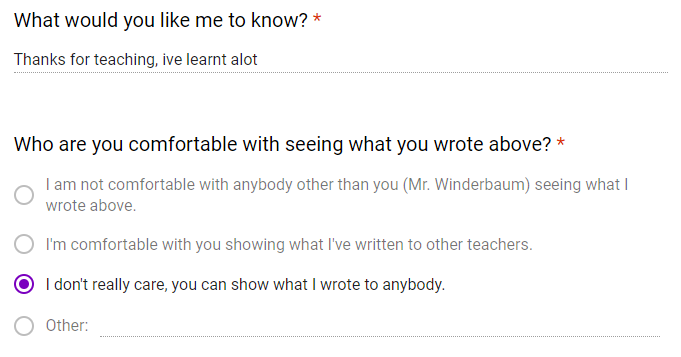 What would you like me to know? *
Thanks for teaching, ive learnt alot
Who are you comfortable with seeing what you wrote above? *
I am not comfortable with anybody other than you (Mr. Winderbaum) seeing what I
wrote above.
I'm comfortable with you showing what I've written to other teachers.
I don't really care, you can show what I wrote to anybody.
Other: